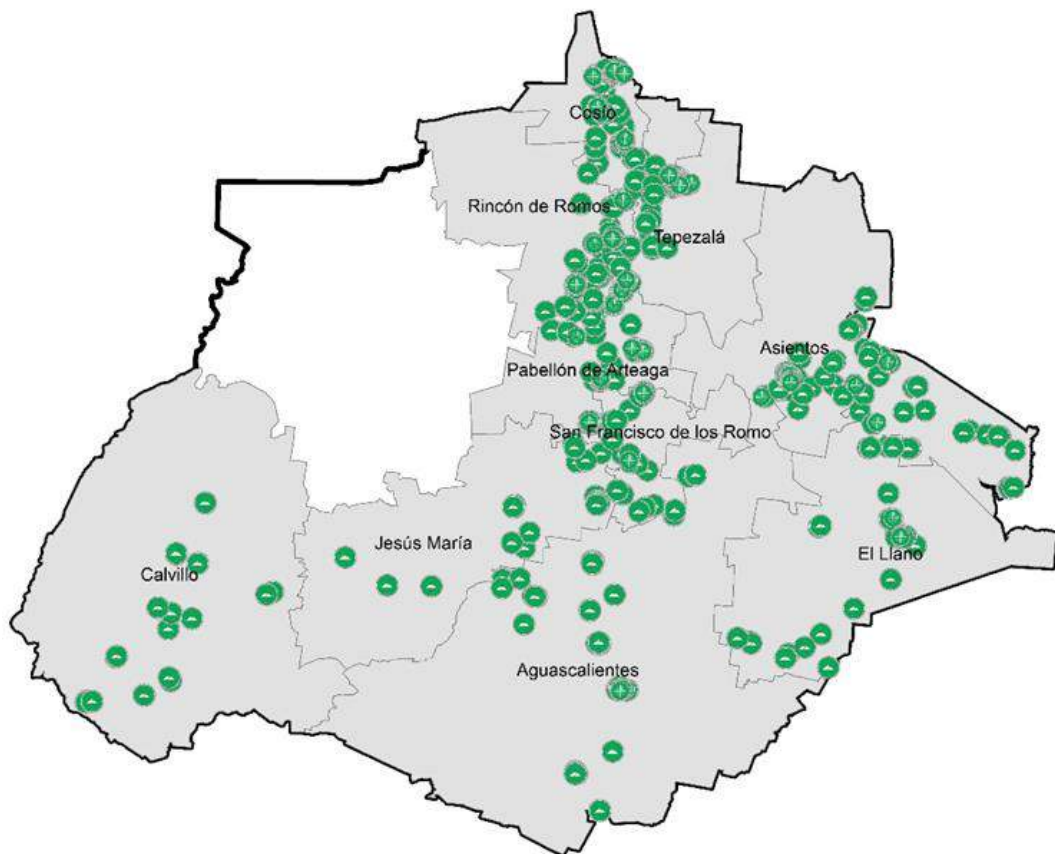 Cosío
Rincón de Romos
Tepezalá
Asientos
Pabellón de Arteaga
San Francisco de los Romo
Jesús María
El Llano
Calvillo
Aguascalientes